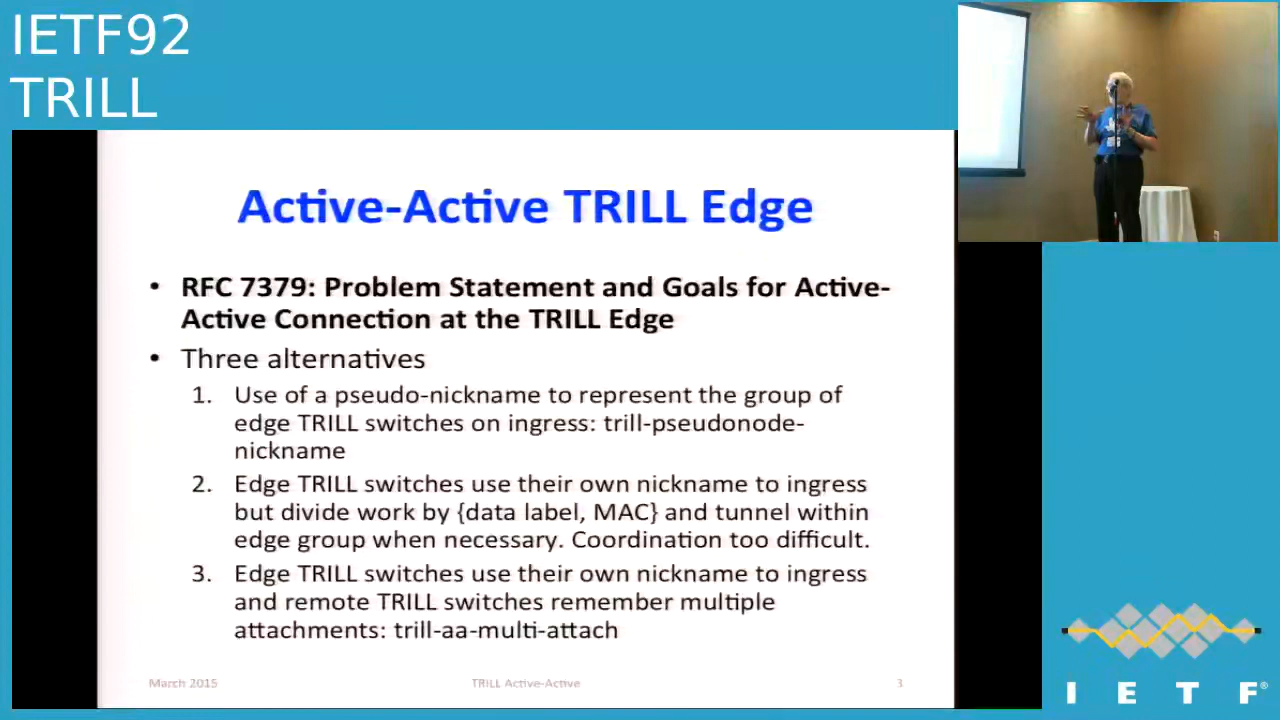 IETF92
TRILL
Active-Active TRILL Edge
• RFC 7379: Problem Statement and Goals for Active-
Active Connection at the TRILL Edge
• Three alternatives
1. Use of a pseudo-nickname to represent the group of
edge TRILL switches on ingress: trill-pseudonode-
nickname
2. Edge TRILL switches use their own nickname to ingress
but divide work by {data label, MAC} and tunnel within
edge group when necessary. Coordination too difficult.
3. Edge TRILL switches use their own nickname to ingress
and remote TRILL switches remember multiple
attachments: trill-aa-multi-attach
March 2015 TRILL Active-Active 3
I E T F®